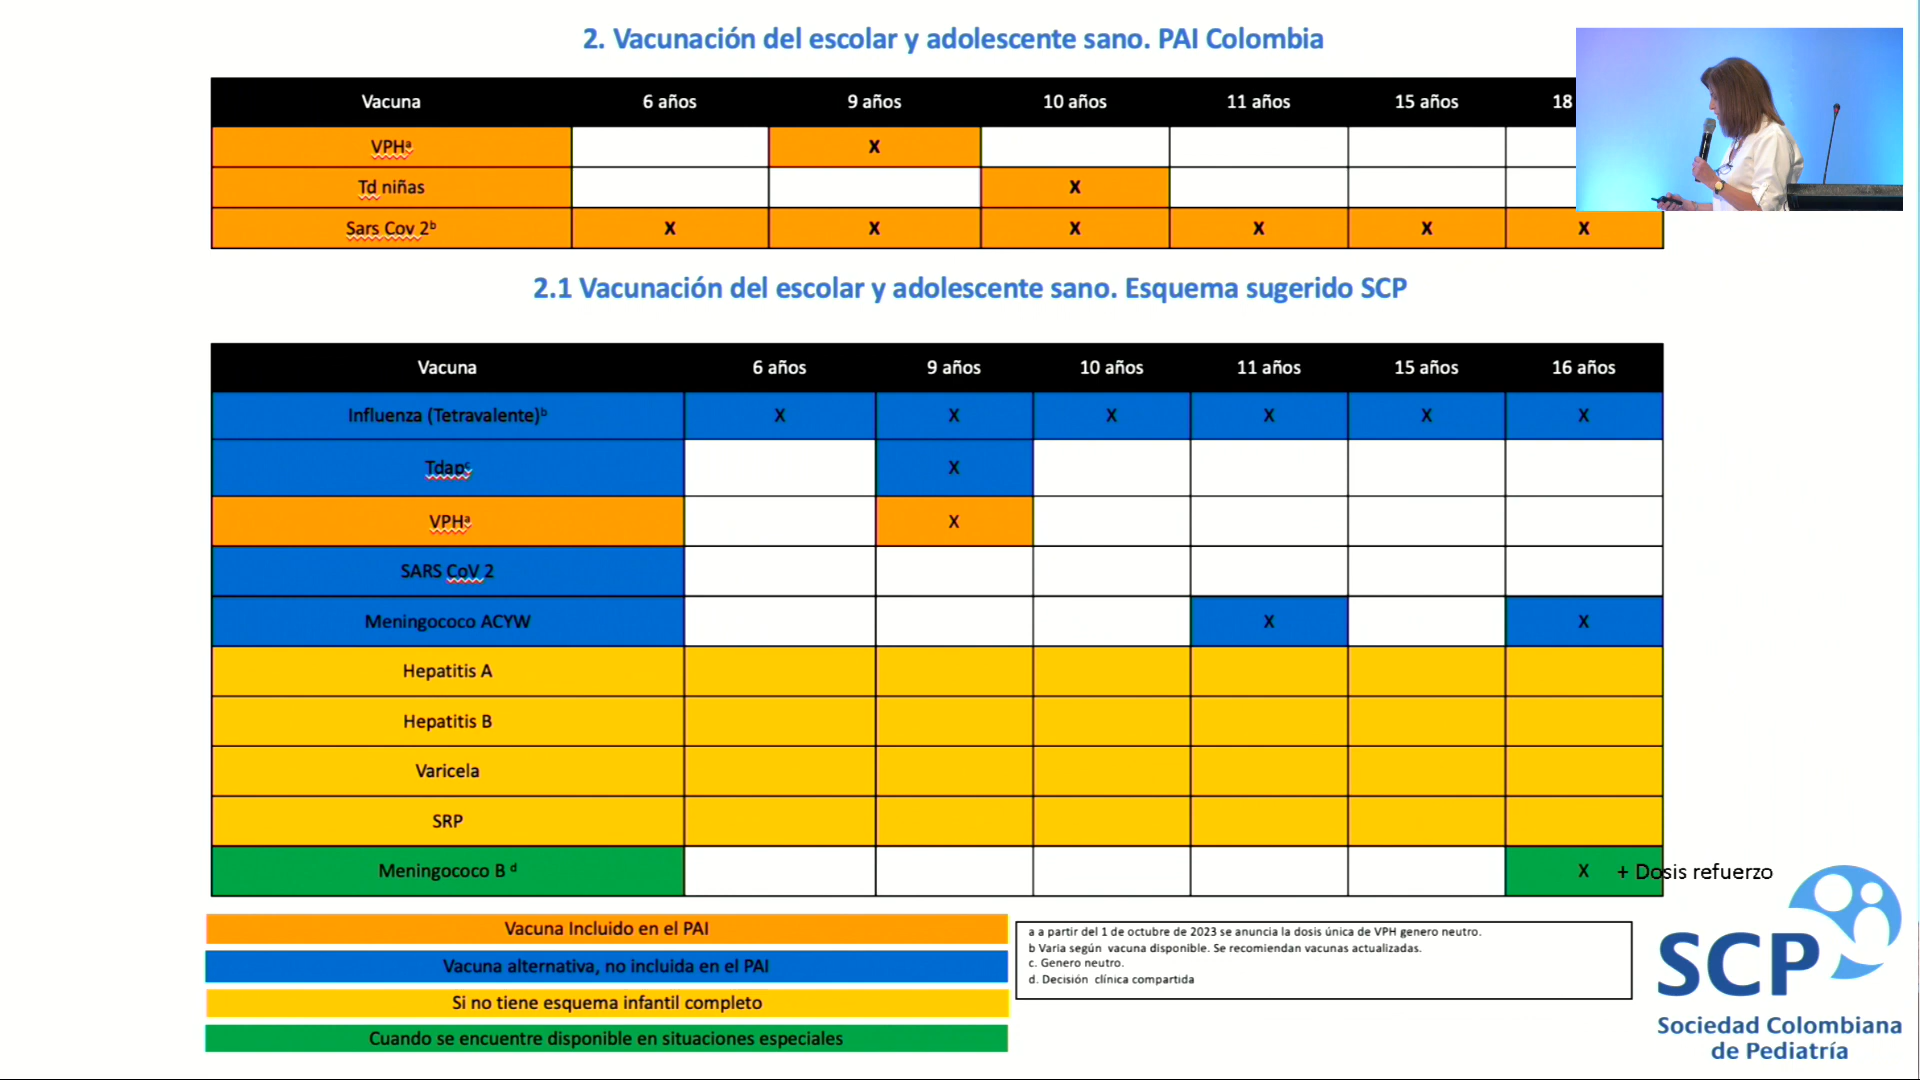 2. Vacunación del escolar y adolescente sano. PAI Colombia
Vacuna 6 años 9 años 10 años 11 años 15 años 18
VPHª X
Td niñas X
Sars Cov 2ᵇ X X X X X X
2.1 Vacunación del escolar y adolescente sano. Esquema sugerido SCP
Vacuna 6 años 9 años 10 años 11 años 15 años 16 años
Influenza (Tetravalente)ᵇ X X X X X X
Tdapᶜ X
VPHª X
SARS CoV 2
Meningococo ACYW X X
Hepatitis A
Hepatitis B
Varicela
SRP
Meningococo B ᵈ X + Dosis refuerzo
Vacuna Incluido en el PAI
Vacuna alternativa, no incluida en el PAI
Si no tiene esquema infantil completo
Cuando se encuentre disponible en situaciones especiales
a a partir del 1 de octubre de 2023 se anuncia la dosis única de VPH genero neutro.
b Varia según vacuna disponible. Se recomiendan vacunas actualizadas.
c. Genero neutro.
d. Decisión clínica compartida
SCP
Sociedad Colombiana
de Pediatría